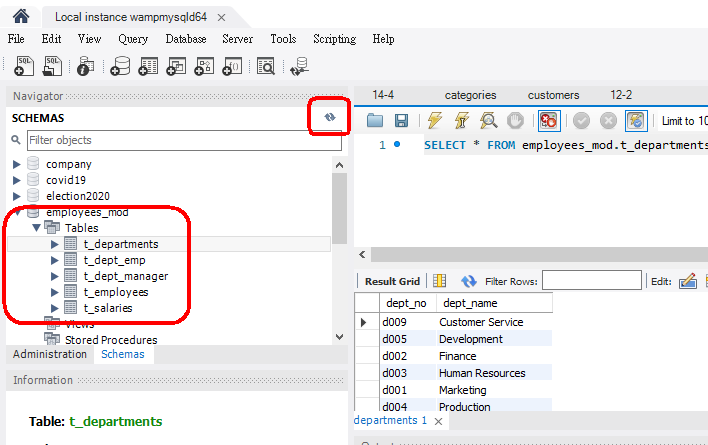 Local instance wampmysqld64
File Edit View Query Database Server Tools Scripting Help
Navigator
SCHEMAS
Filter objects
company
covid19
election2020
employees_mod
Tables
t_departments
t_dept_emp
t_dept_manager
t_employees
t_salaries
Views
Stored Procedures
Administration Schemas
Information
Table: t_departments
14-4 categories customers 12-2
Limit to 10
1 SELECT * FROM employees_mod.t_departments
Result Grid Filter Rows: Edit:
dept_no dept_name
d009 Customer Service
d005 Development
d002 Finance
d003 Human Resources
d001 Marketing
d004 Production
departments 1